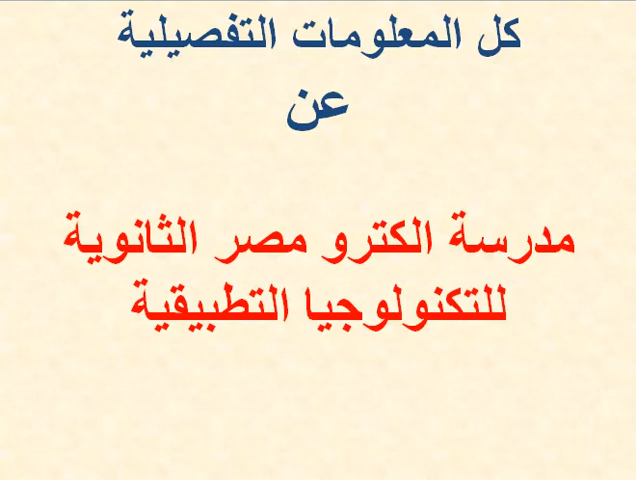 كل المعلومات التفصيلية
عن
مدرسة الكترو مصر الثانوية
للتكنولوجيا التطبيقية